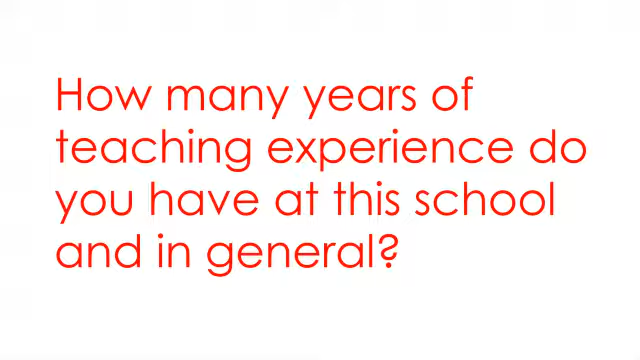 How many years of
teaching experience do
you have at this school
and in general?